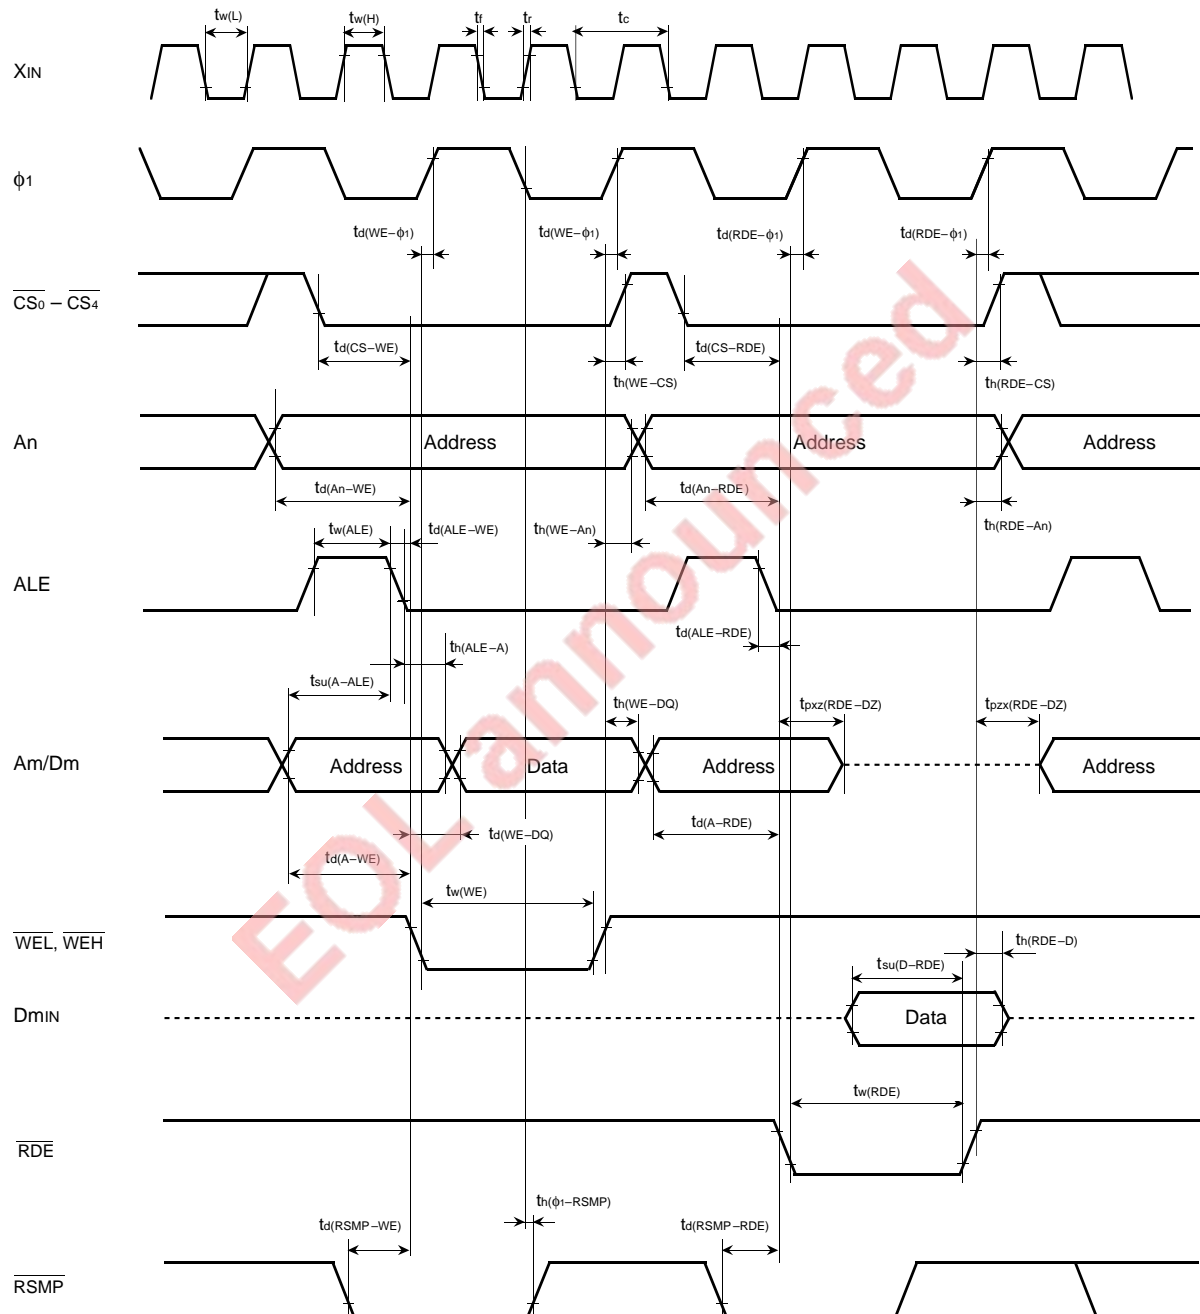 tw(L) tw(H) tf tr tc
XIN
ϕ1
td(WE–ϕ1) td(WE–ϕ1) td(RDE–ϕ1) td(RDE–ϕ1)
CS0 – CS4
td(CS–WE) td(CS–RDE)
th(WE–CS) th(RDE–CS)
An Address Address Address
td(An–WE) td(An–RDE)
tw(ALE) td(ALE–WE) th(WE–An) th(RDE–An)
ALE
td(ALE–RDE)
th(ALE–A)
tsu(A–ALE)
th(WE–DQ) tpxz(RDE–DZ) tpzx(RDE–DZ)
Am/Dm Address Data Address Address
td(A–RDE)
td(WE–DQ)
td(A–WE)
tw(WE)
WEL, WEH
th(RDE–D)
tsu(D–RDE)
DmIN Data
tw(RDE)
RDE
th(ϕ1–RSMP)
td(RSMP–WE) td(RSMP–RDE)
RSMP
EOL announced